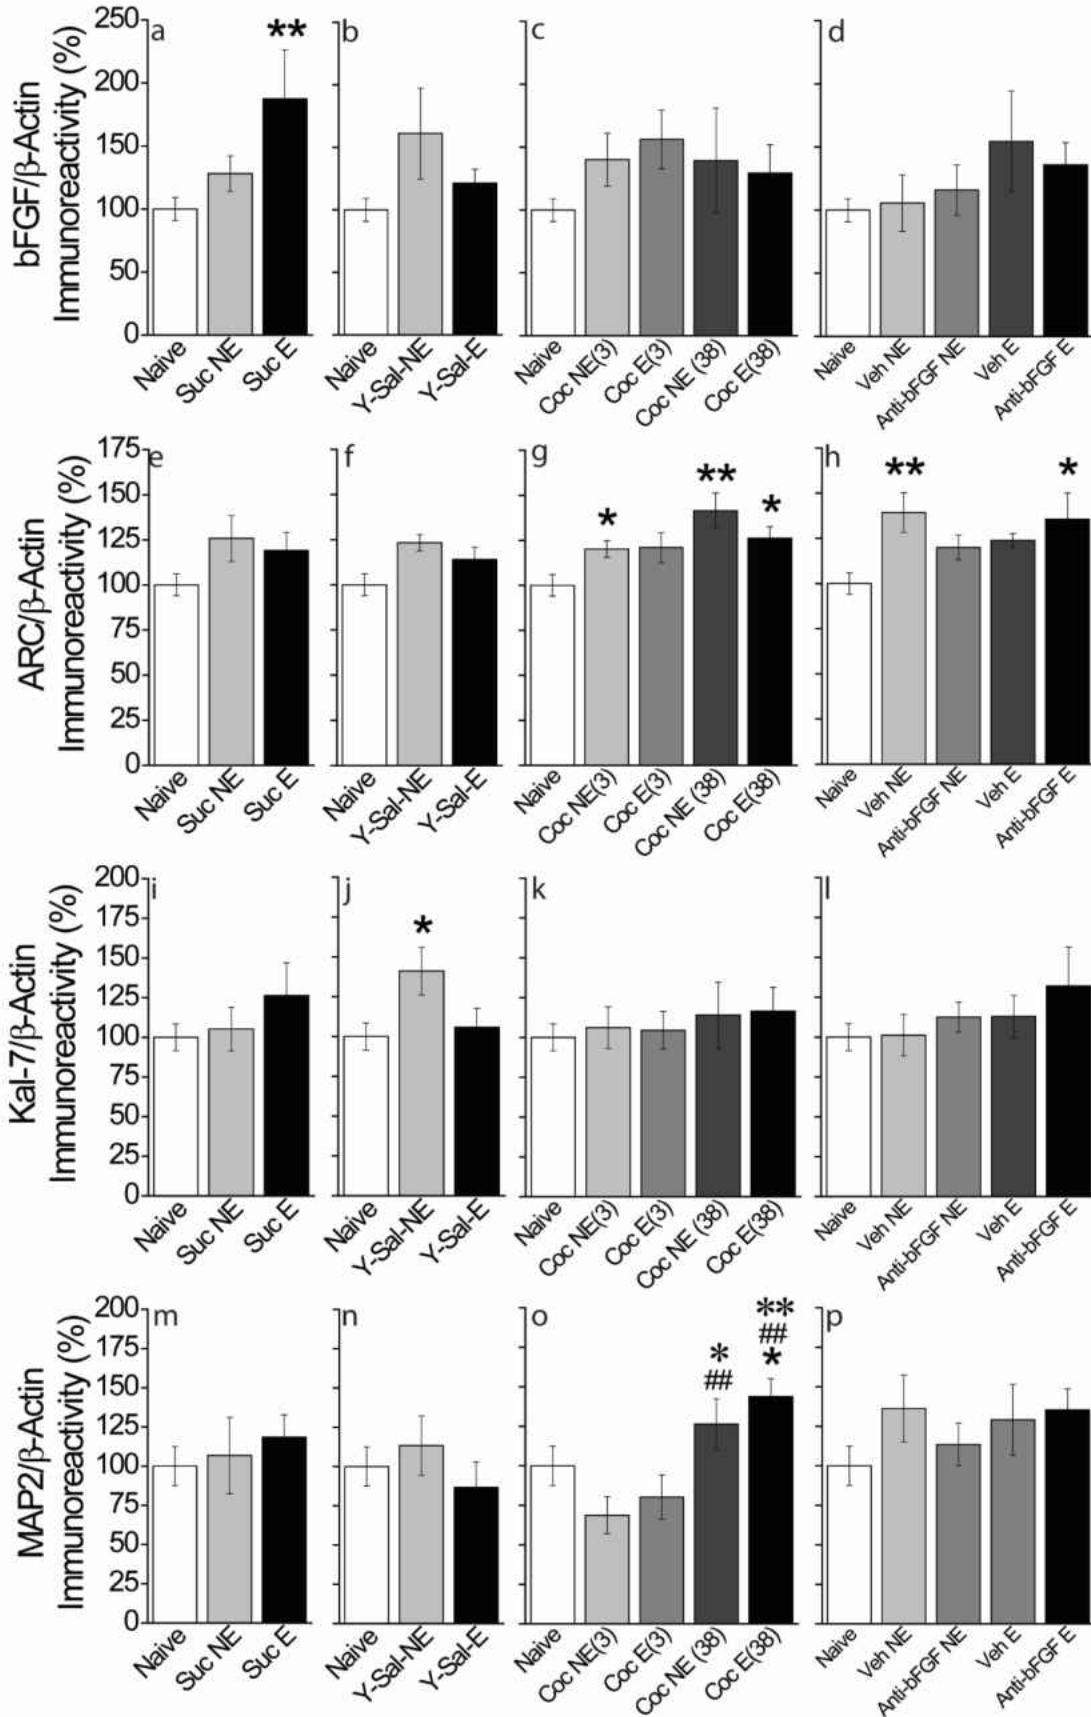 bFGF/β-Actin
Immunoreactivity (%)
250
200
150
100
50
0
a
**
b
c
d
Naive
Suc NE
Suc E
Naive
Y-Sal-NE
Y-Sal-E
Naive
Coc NE(3)
Coc E(3)
Coc NE (38)
Coc E(38)
Naive
Veh NE
Anti-bFGF NE
Veh E
Anti-bFGF E
ARC/β-Actin
Immunoreactivity (%)
175
150
125
100
75
50
25
0
e
f
g
*
**
*
h
**
*
Naive
Suc NE
Suc E
Naive
Y-Sal-NE
Y-Sal-E
Naive
Coc NE(3)
Coc E(3)
Coc NE (38)
Coc E(38)
Naive
Veh NE
Anti-bFGF NE
Veh E
Anti-bFGF E
Kal-7/β-Actin
Immunoreactivity (%)
200
175
150
125
100
75
50
25
0
i
j
*
k
l
Naive
Suc NE
Suc E
Naive
Y-Sal-NE
Y-Sal-E
Naive
Coc NE(3)
Coc E(3)
Coc NE (38)
Coc E(38)
Naive
Veh NE
Anti-bFGF NE
Veh E
Anti-bFGF E
MAP2/β-Actin
Immunoreactivity (%)
200
175
150
125
100
75
50
25
0
m
n
o
*
##
**
##
*
p
Naive
Suc NE
Suc E
Naive
Y-Sal-NE
Y-Sal-E
Naive
Coc NE(3)
Coc E(3)
Coc NE (38)
Coc E(38)
Naive
Veh NE
Anti-bFGF NE
Veh E
Anti-bFGF E